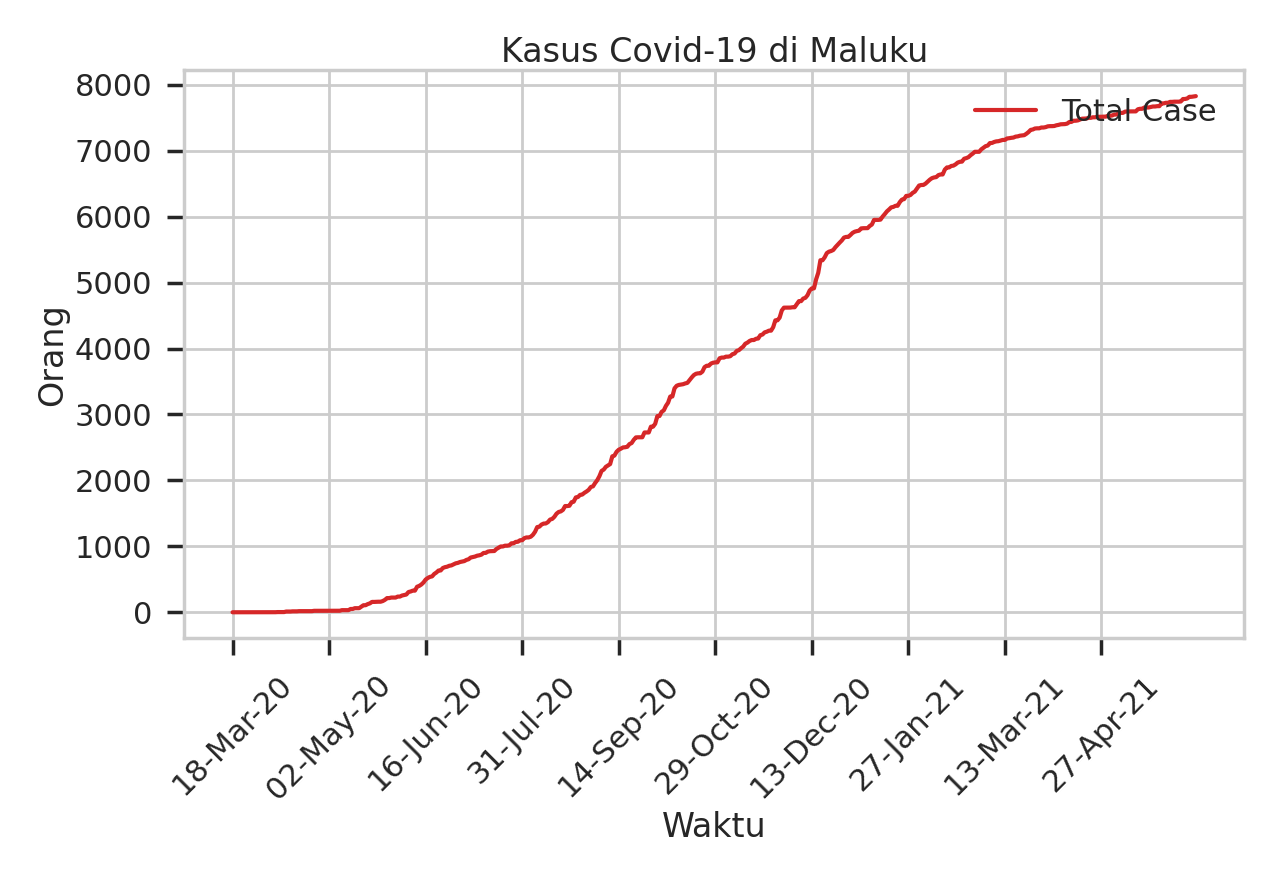 Kasus Covid-19 di Maluku
8000
7000
6000
5000
4000
3000
2000
1000
0
Orang
Total Case
18-Mar-20
02-May-20
16-Jun-20
31-Jul-20
14-Sep-20
29-Oct-20
13-Dec-20
27-Jan-21
13-Mar-21
27-Apr-21
Waktu